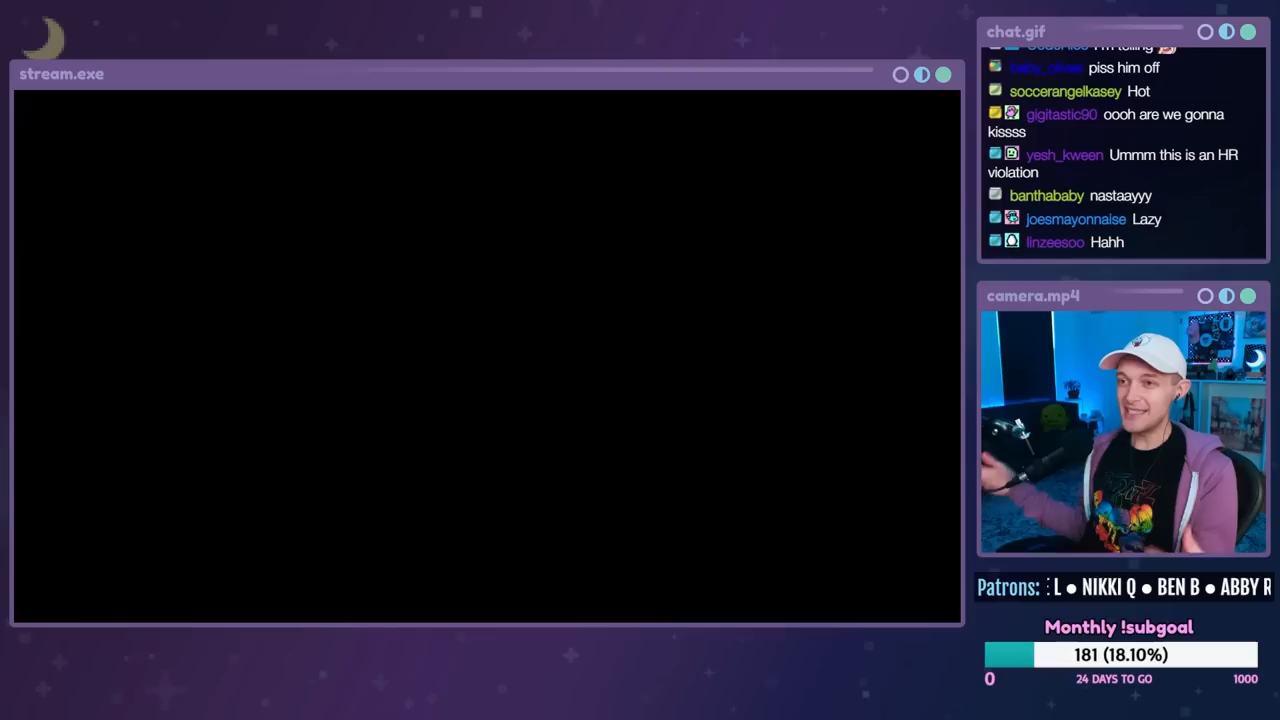 stream.exe
chat.gif
I'm telling
baby_olives piss him off
soccerangelkasey Hot
gigitastic90 oooh are we gonna
kissss
yesh_kween Ummm this is an HR
violation
banthababy nastaayyy
joesmayonnaise Lazy
linzeesoo Hahh
camera.mp4
Patrons: L ● NIKKI Q ● BEN B ● ABBY R
Monthly !subgoal
181 (18.10%)
0 24 DAYS TO GO 1000